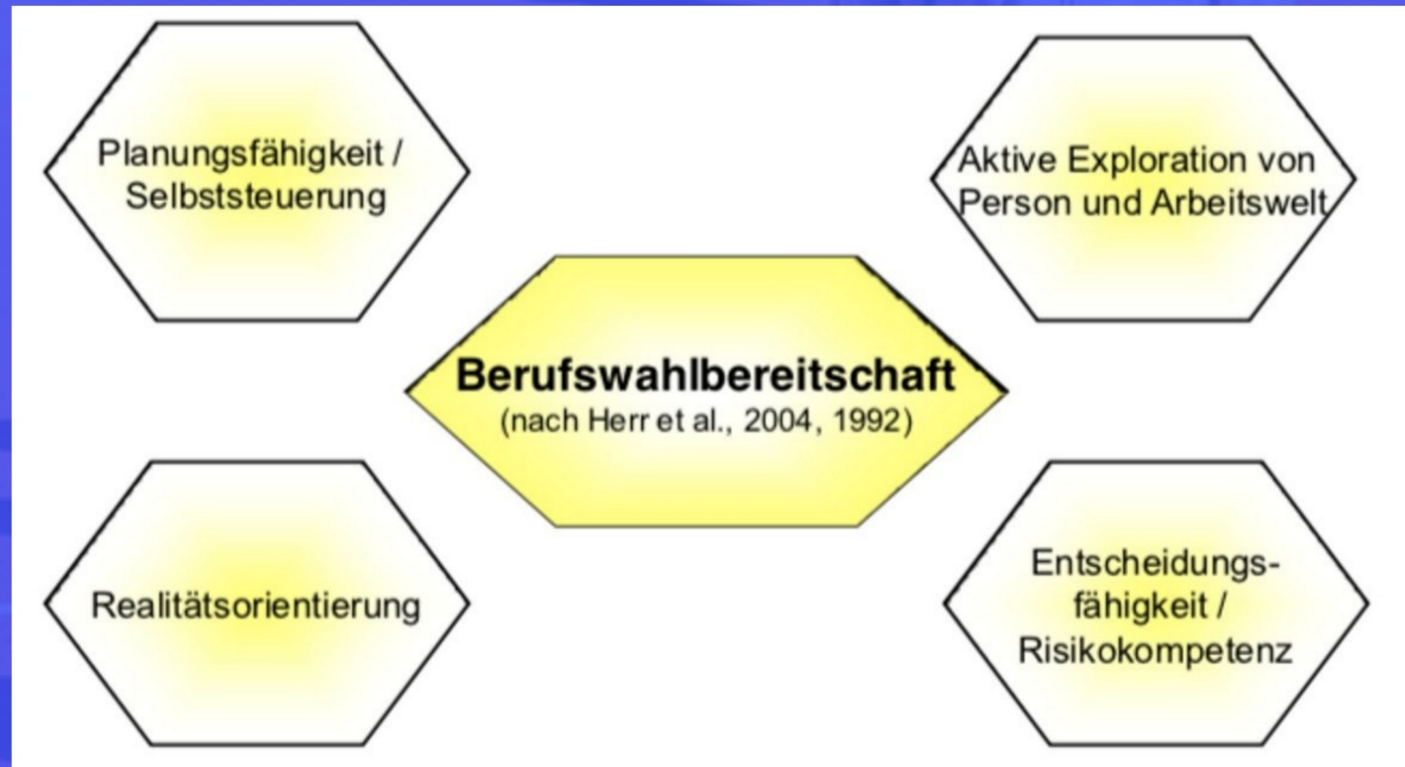 Planungsfähigkeit /
Selbststeuerung
Aktive Exploration von
Person und Arbeitswelt
Berufswahlbereitschaft
(nach Herr et al., 2004, 1992)
Realitätsorientierung
Entscheidungs-
fähigkeit /
Risikokompetenz